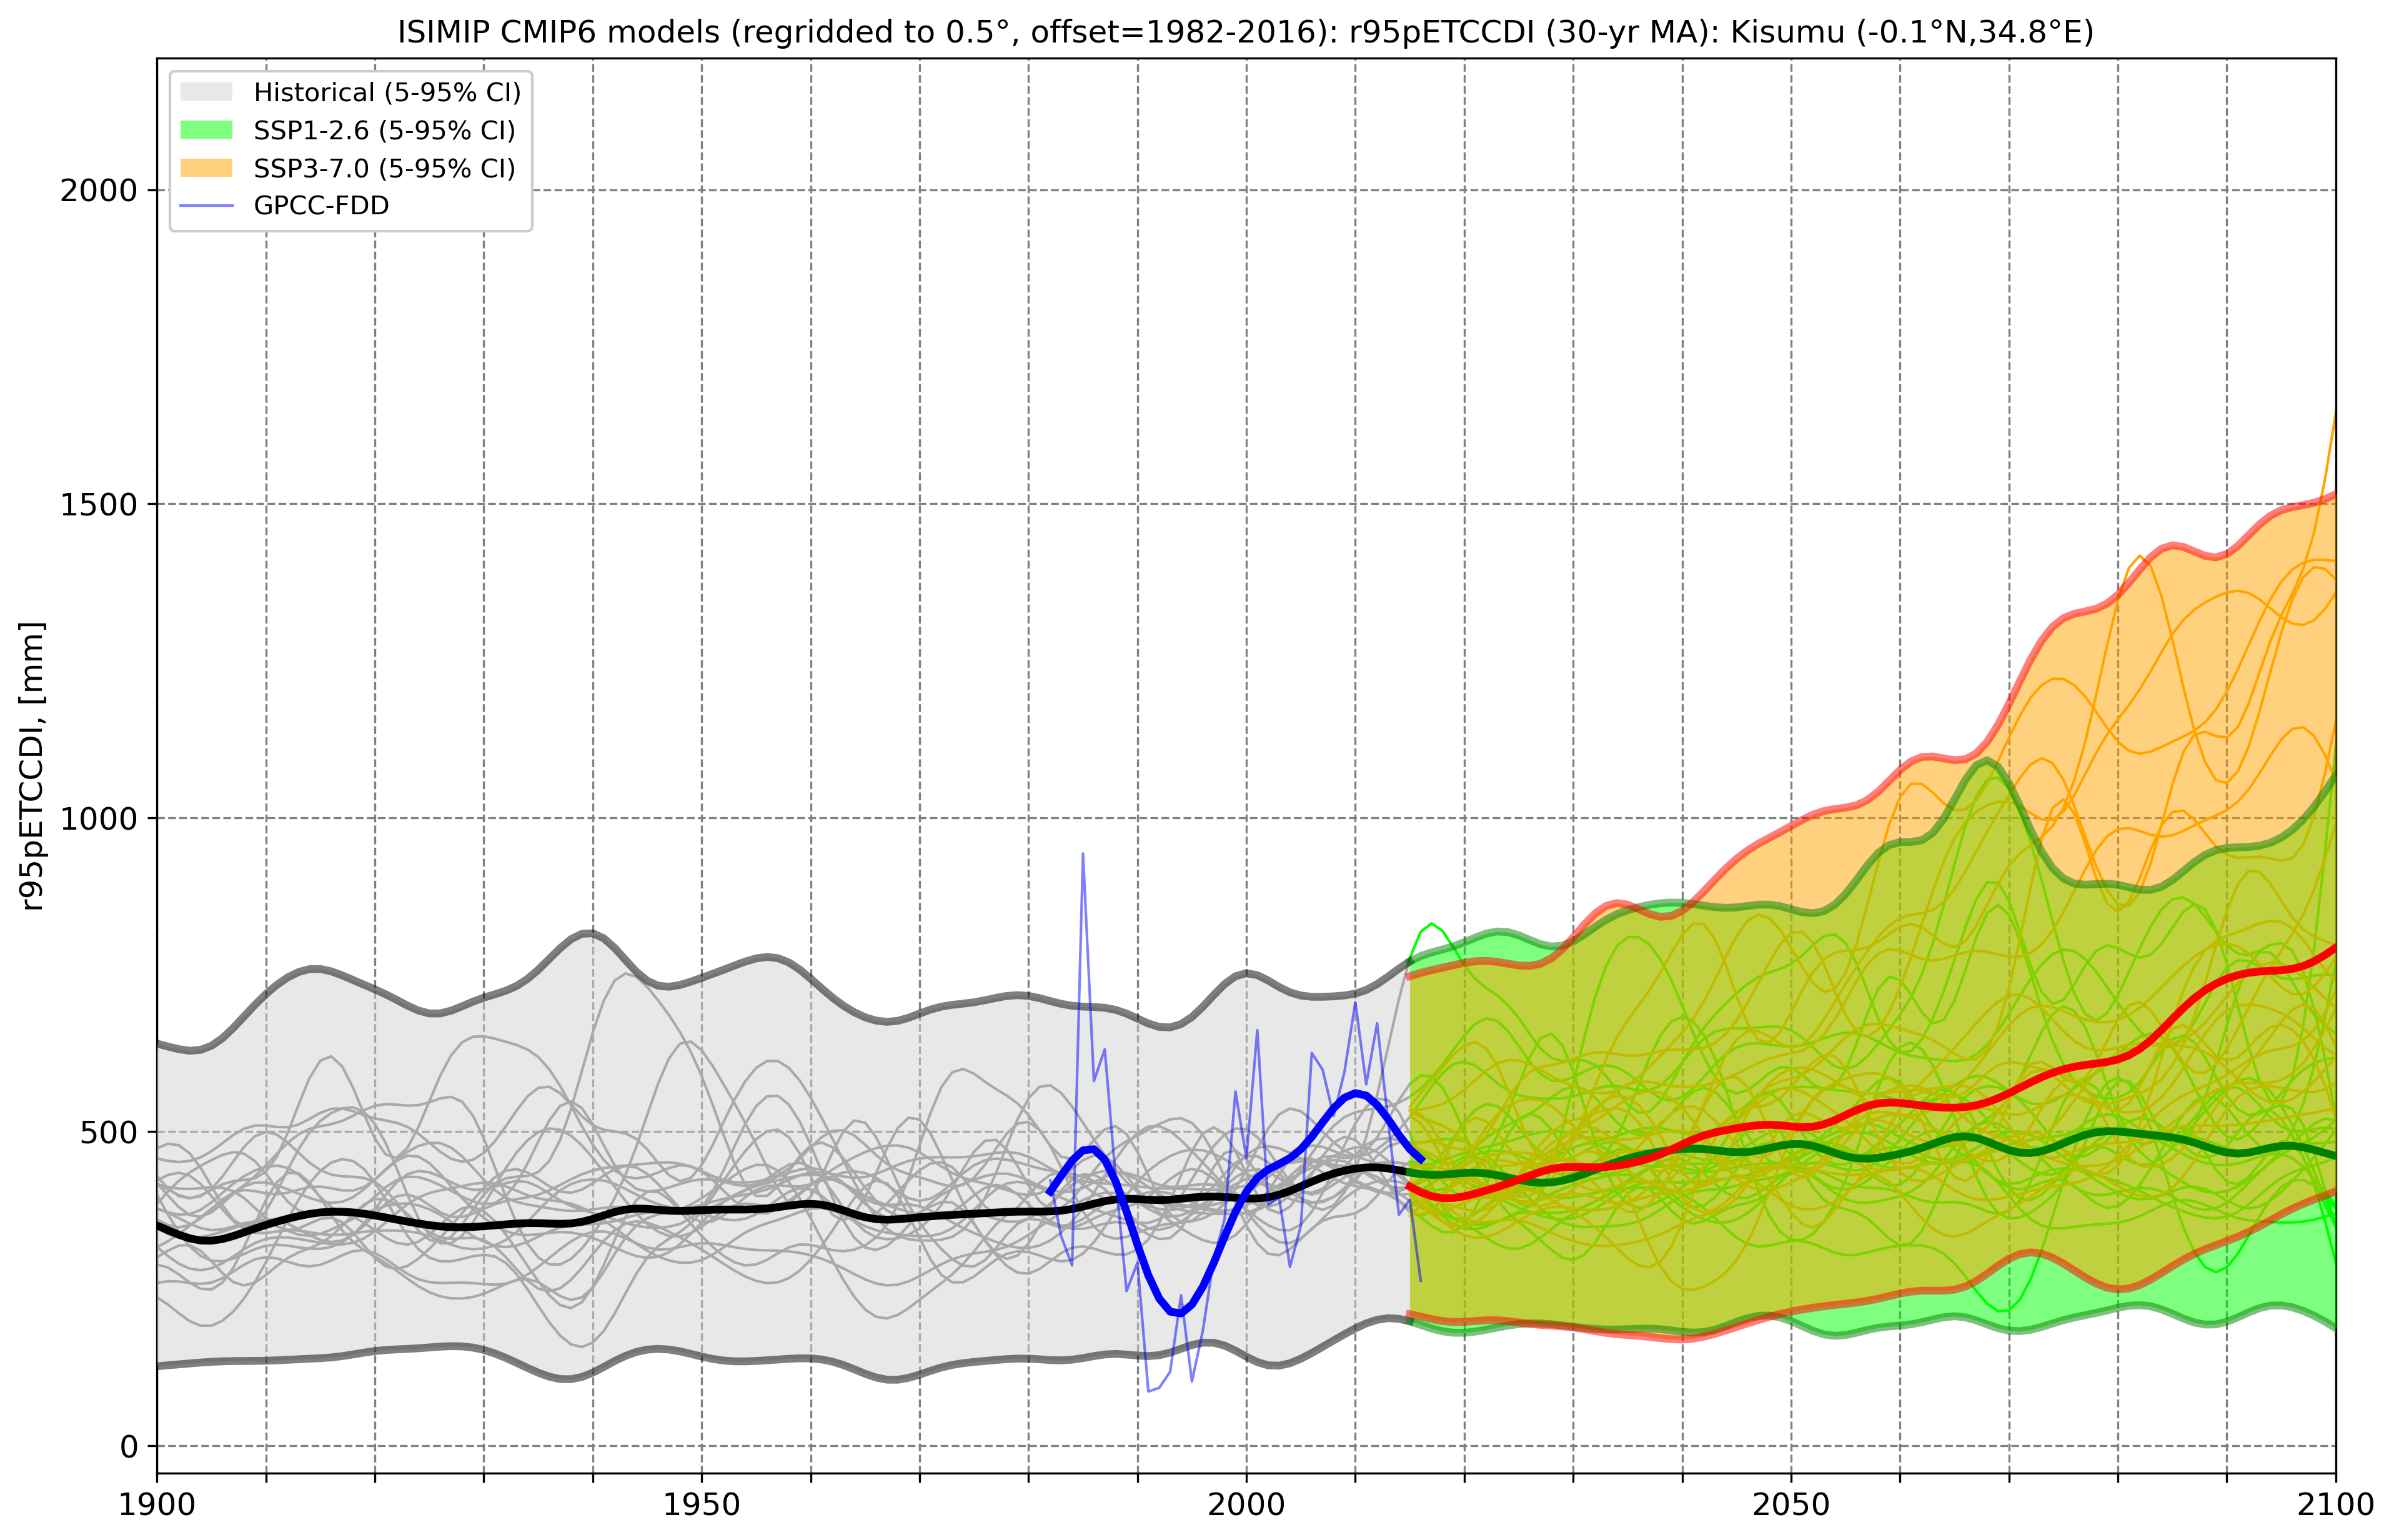 ISIMIP CMIP6 models (regridded to 0.5°, offset=1982-2016): r95pETCCDI (30-yr MA): Kisumu (-0.1°N,34.8°E)
Historical (5-95% CI)
SSP1-2.6 (5-95% CI)
SSP3-7.0 (5-95% CI)
GPCC-FDD
r95pETCCDI, [mm]
2000
1500
1000
500
0
1900
1950
2000
2050
2100